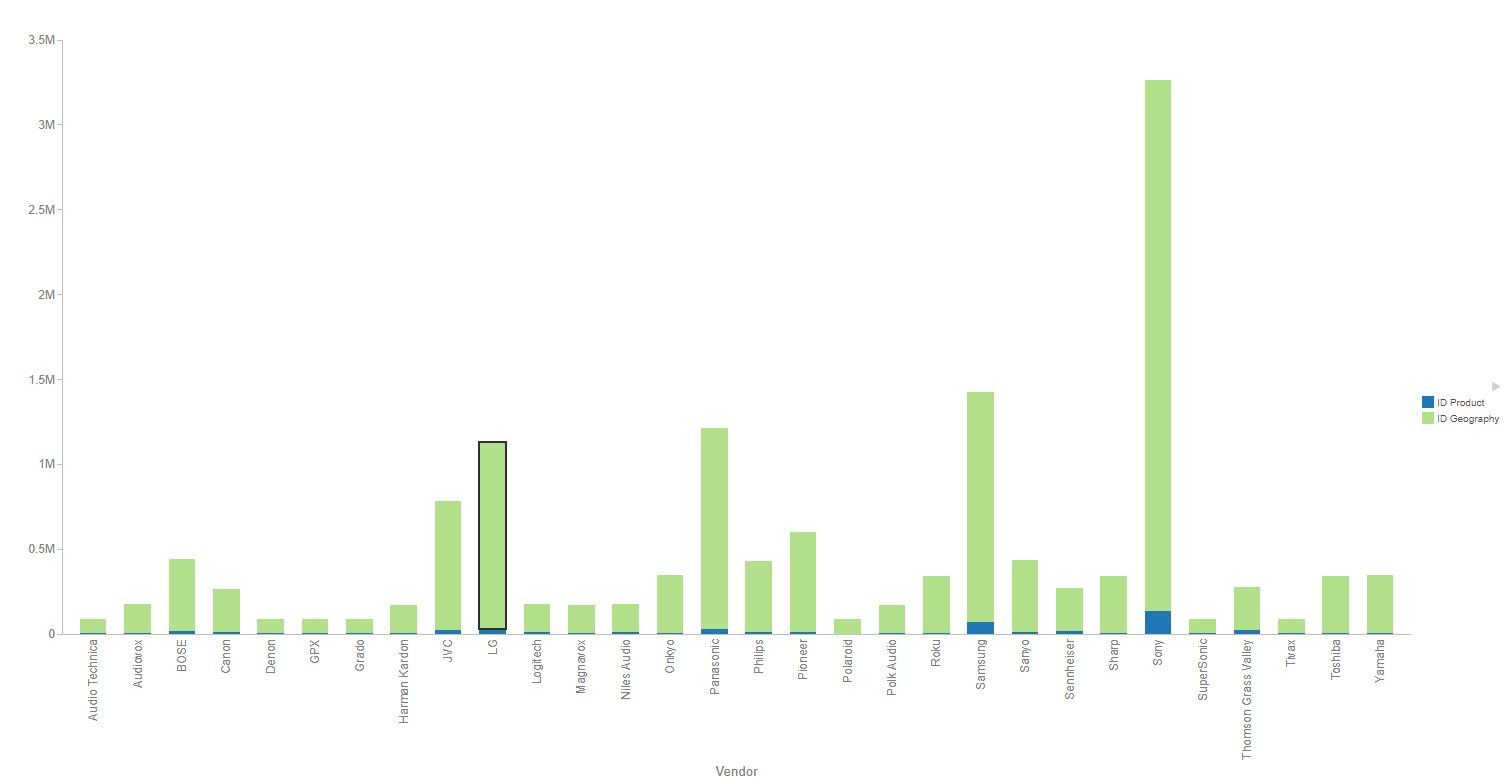 3.5M
3M
2.5M
2M
1.5M
1M
0.5M
0
Audio Technica
Audiovox
BOSE
Canon
Denon
GPX
Grado
Harman Kardon
JVC
LG
Logitech
Magnavox
Niles Audio
Onkyo
Panasonic
Philips
Pioneer
Polaroid
Polk Audio
Roku
Samsung
Sanyo
Sennheiser
Sharp
Sony
SuperSonic
Thomson Grass Valley
Tivax
Toshiba
Yamaha
Vendor
ID Product
ID Geography